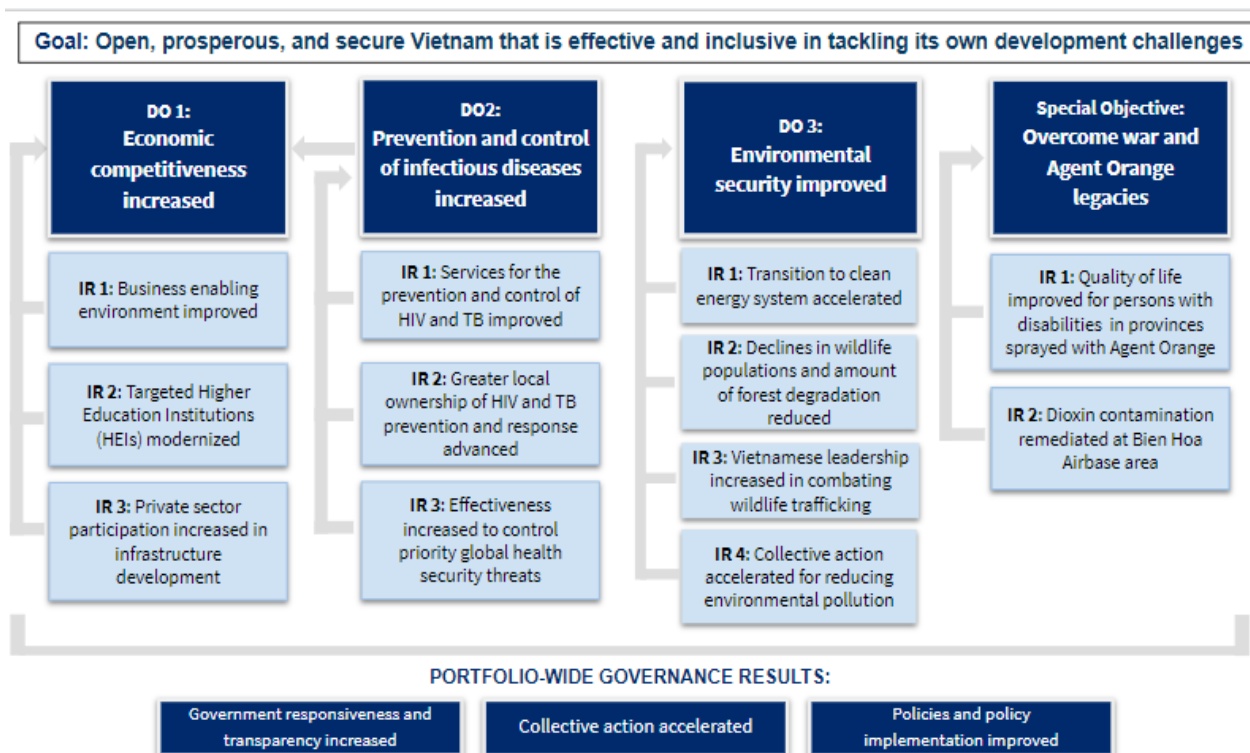 Goal: Open, prosperous, and secure Vietnam that is effective and inclusive in tackling its own development challenges
DO 1:
Economic
competitiveness
increased
IR 1: Business enabling
environment improved
IR 2: Targeted Higher
Education Institutions
(HEIs) modernized
IR 3: Private sector
participation increased in
infrastructure
development
DO2:
Prevention and control
of infectious diseases
increased
IR 1: Services for the
prevention and control of
HIV and TB improved
IR 2: Greater local
ownership of HIV and TB
prevention and response
advanced
IR 3: Effectiveness
increased to control
priority global health
security threats
DO 3:
Environmental
security improved
IR 1: Transition to clean
energy system accelerated
IR 2: Declines in wildlife
populations and amount
of forest degradation
reduced
IR 3: Vietnamese leadership
increased in combating
wildlife trafficking
IR 4: Collective action
accelerated for reducing
environmental pollution
Special Objective:
Overcome war and
Agent Orange
legacies
IR 1: Quality of life
improved for persons with
disabilities in provinces
sprayed with Agent Orange
IR 2: Dioxin contamination
remediated at Bien Hoa
Airbase area
PORTFOLIO-WIDE GOVERNANCE RESULTS:
Government responsiveness and
transparency increased
Collective action accelerated
Policies and policy
implementation improved